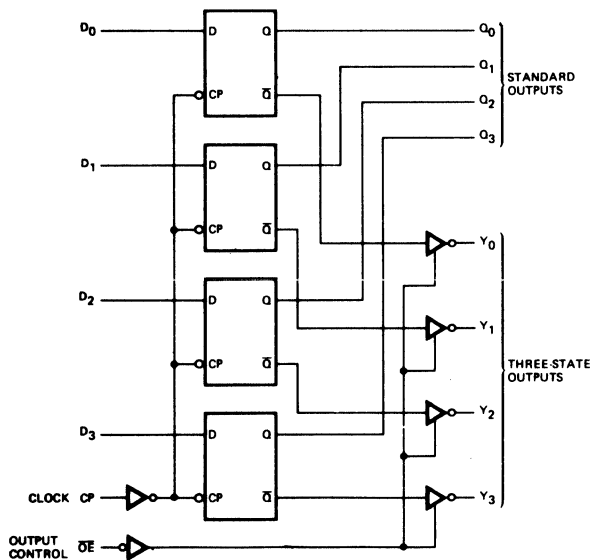 D0
D Q
Q0
Q1
STANDARD
OUTPUTS
Q2
Q3
CP Q̅
D1
D Q
CP Q̅
Y0
D2
D Q
Y1
CP Q̅
THREE-STATE
OUTPUTS
Y2
D3
D Q
CLOCK CP
CP Q̅
Y3
OUTPUT
CONTROL O̅E̅